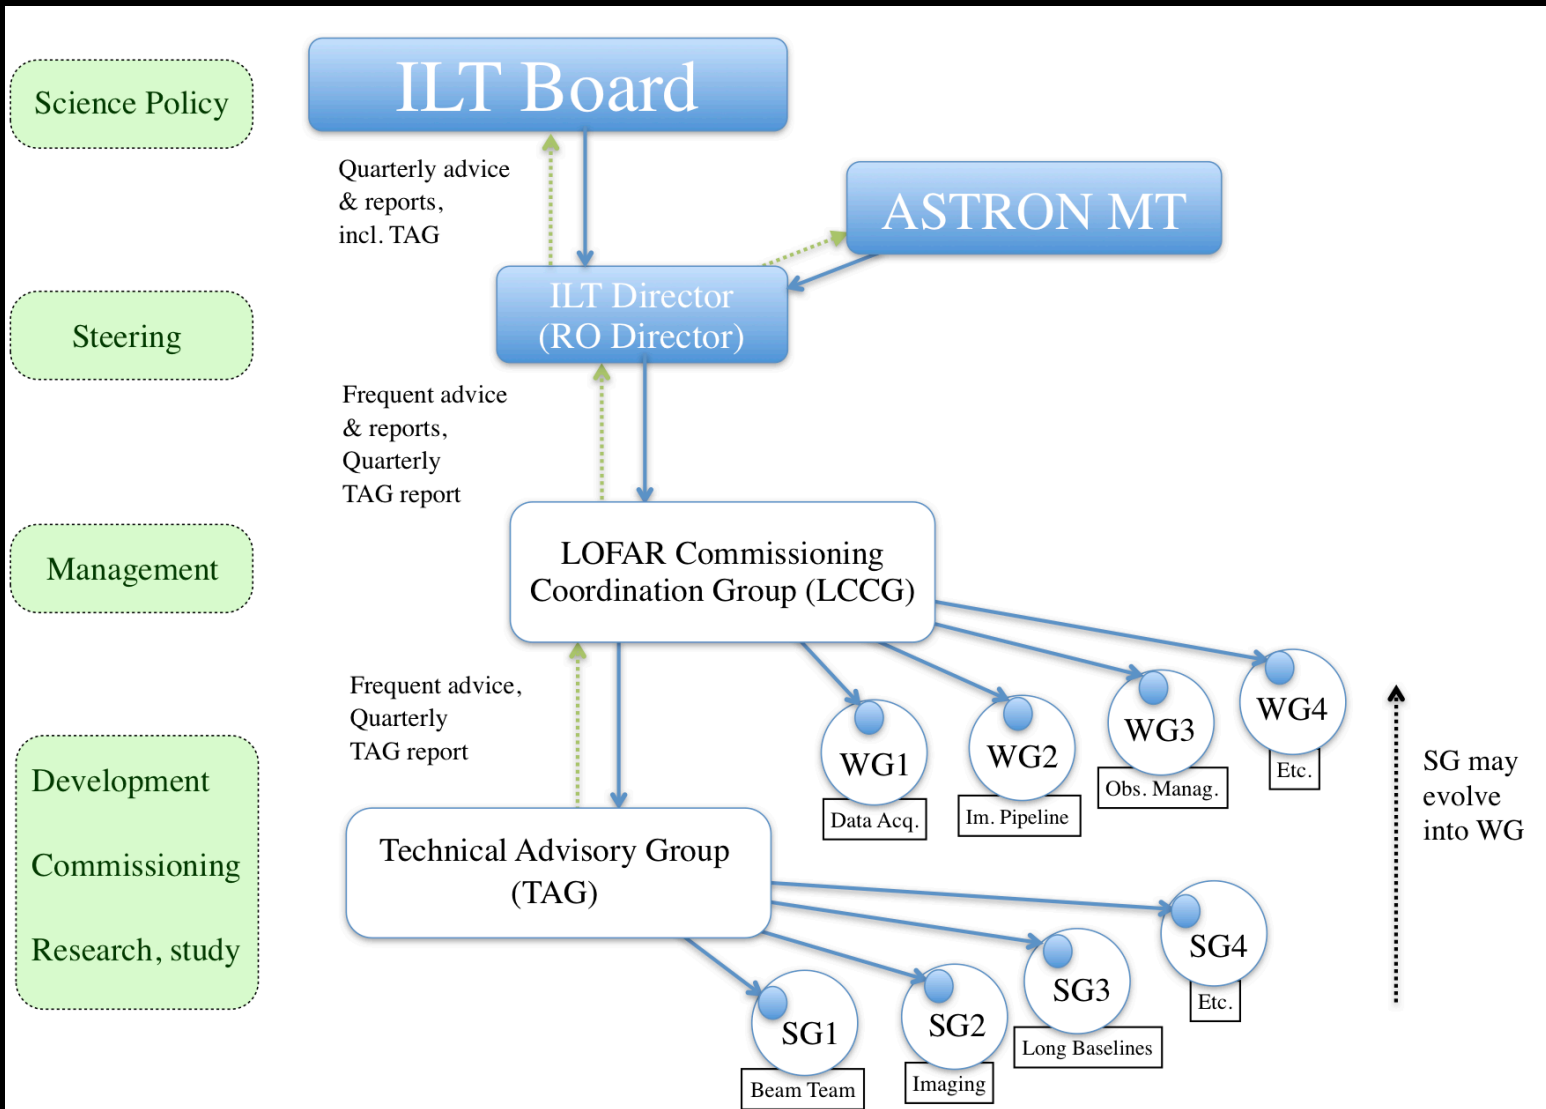 ILT Board
Science Policy
Quarterly advice
& reports,
incl. TAG
ASTRON MT
ILT Director
(RO Director)
Steering
Frequent advice
& reports,
Quarterly
TAG report
LOFAR Commissioning
Coordination Group (LCCG)
Management
WG1
Data Acq.
WG2
Im. Pipeline
WG3
Obs. Manag.
WG4
Etc.
SG may
evolve
into WG
Frequent advice,
Quarterly
TAG report
Development
Commissioning
Research, study
Technical Advisory Group
(TAG)
SG1
Beam Team
SG2
Imaging
SG3
Long Baselines
SG4
Etc.